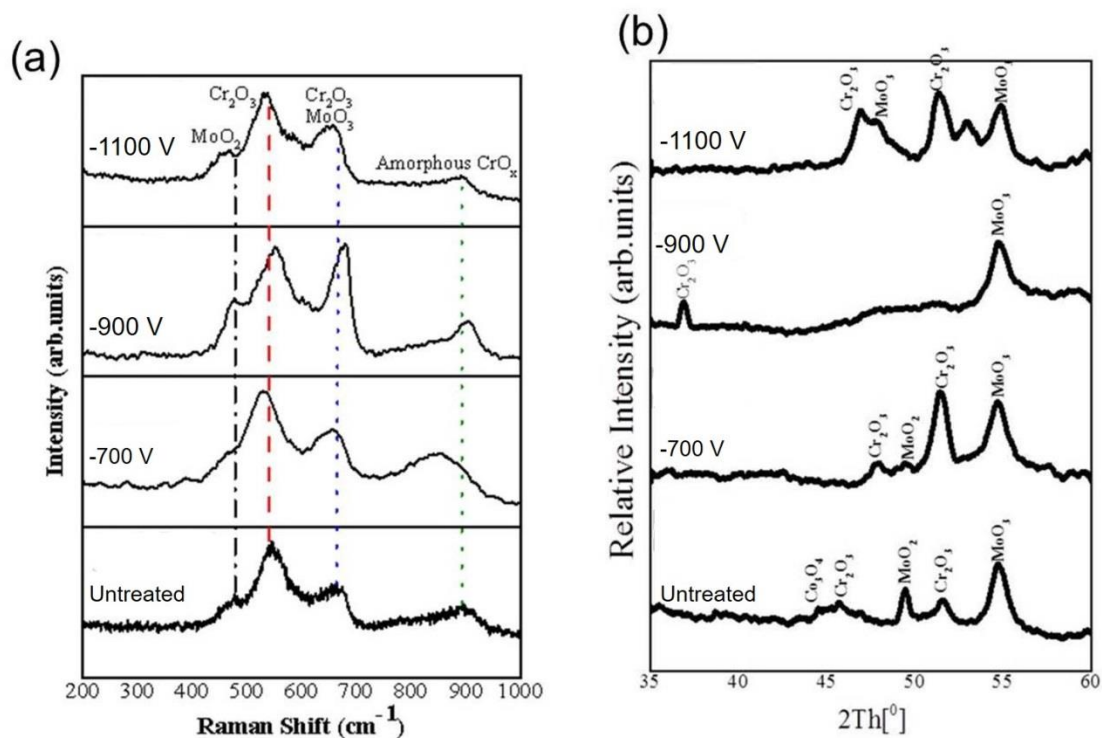 (a)
Intensity (arb.units)
-1100 V
MoO₂
Cr₂O₃
Cr₂O₃
MoO₃
Amorphous CrOₓ
-900 V
-700 V
Untreated
200 300 400 500 600 700 800 900 1000
Raman Shift (cm⁻¹)
(b)
Relative Intensity (arb.units)
-1100 V
Cr₂O₃
MoO₃
Cr₂O₃
MoO₃
-900 V
Cr₂O₃
MoO₃
-700 V
Cr₂O₃
MoO₂
Cr₂O₃
MoO₃
Untreated
Co₃O₄
Cr₂O₃
MoO₂
Cr₂O₃
MoO₃
35 40 45 50 55 60
2Th[⁰]